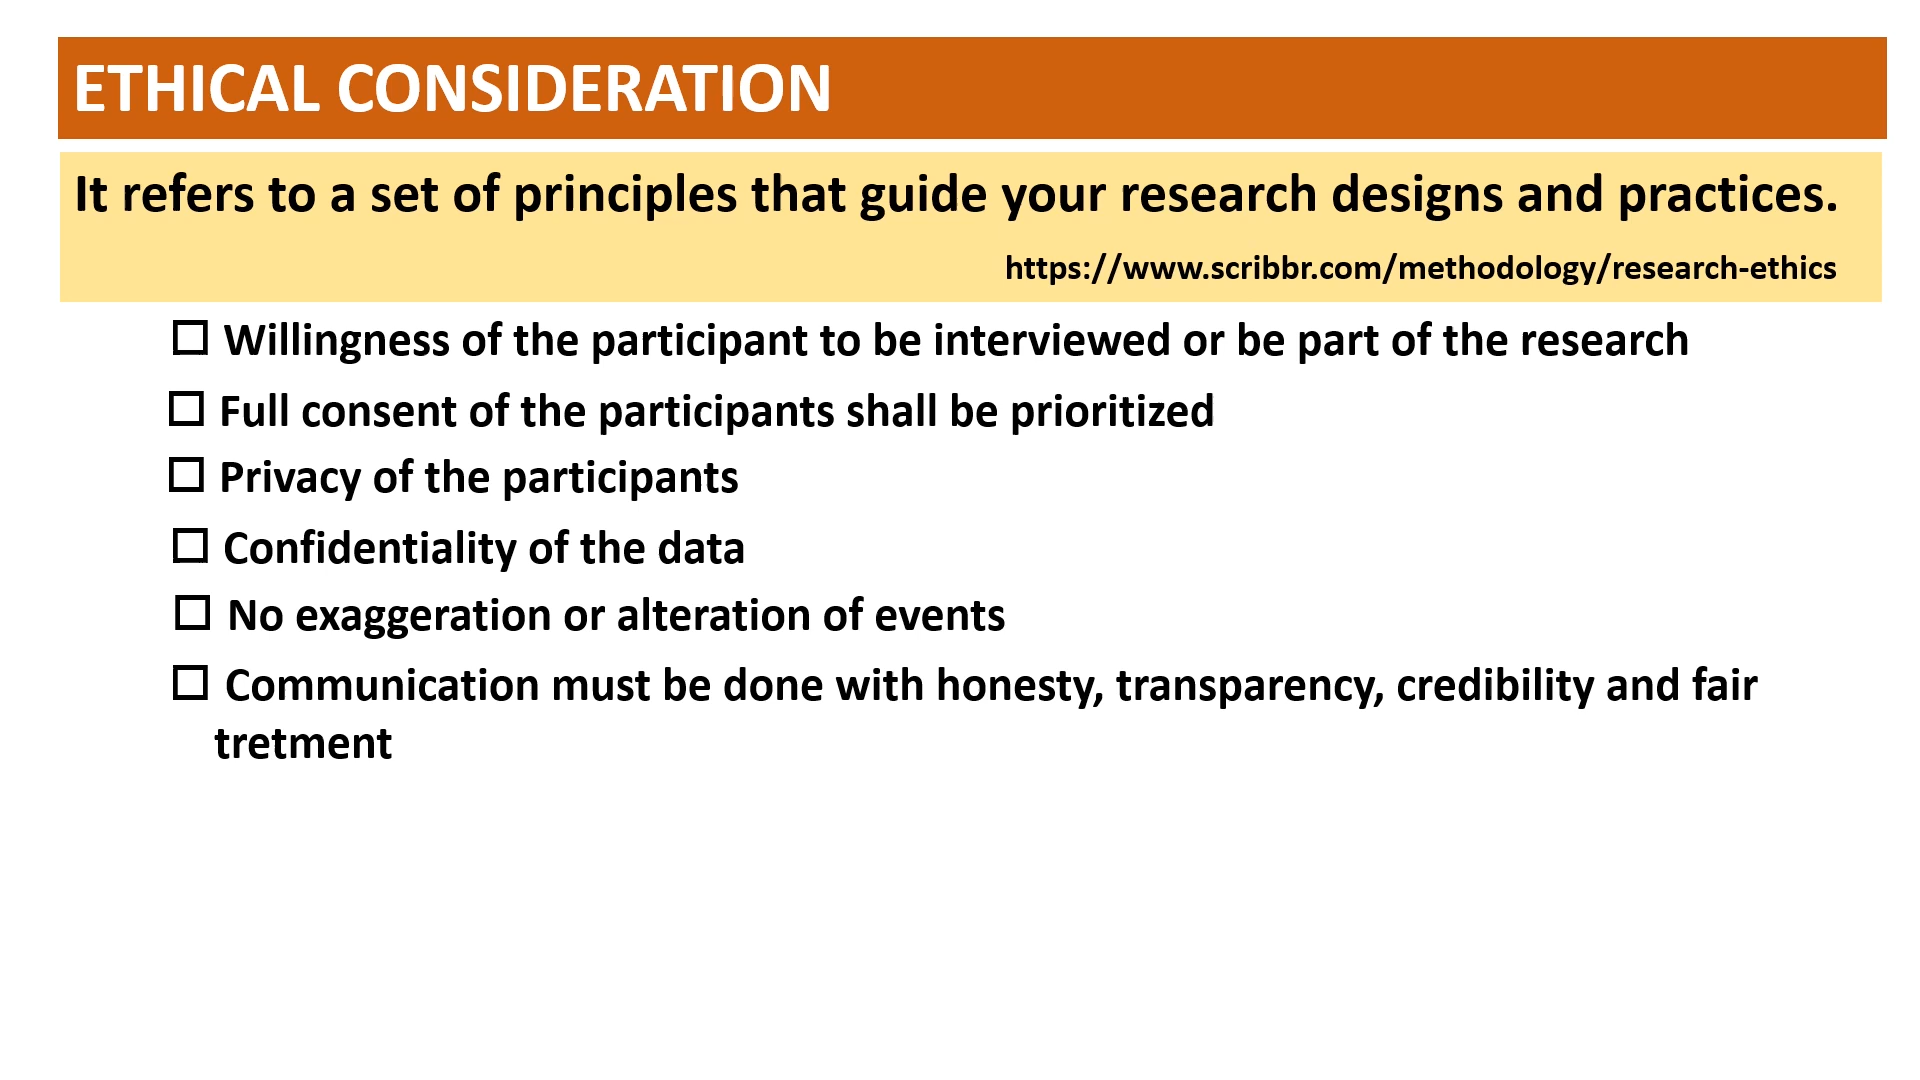 ETHICAL CONSIDERATION
It refers to a set of principles that guide your research designs and practices.
https://www.scribbr.com/methodology/research-ethics
☐ Willingness of the participant to be interviewed or be part of the research
☐ Full consent of the participants shall be prioritized
☐ Privacy of the participants
☐ Confidentiality of the data
☐ No exaggeration or alteration of events
☐ Communication must be done with honesty, transparency, credibility and fair
tretment